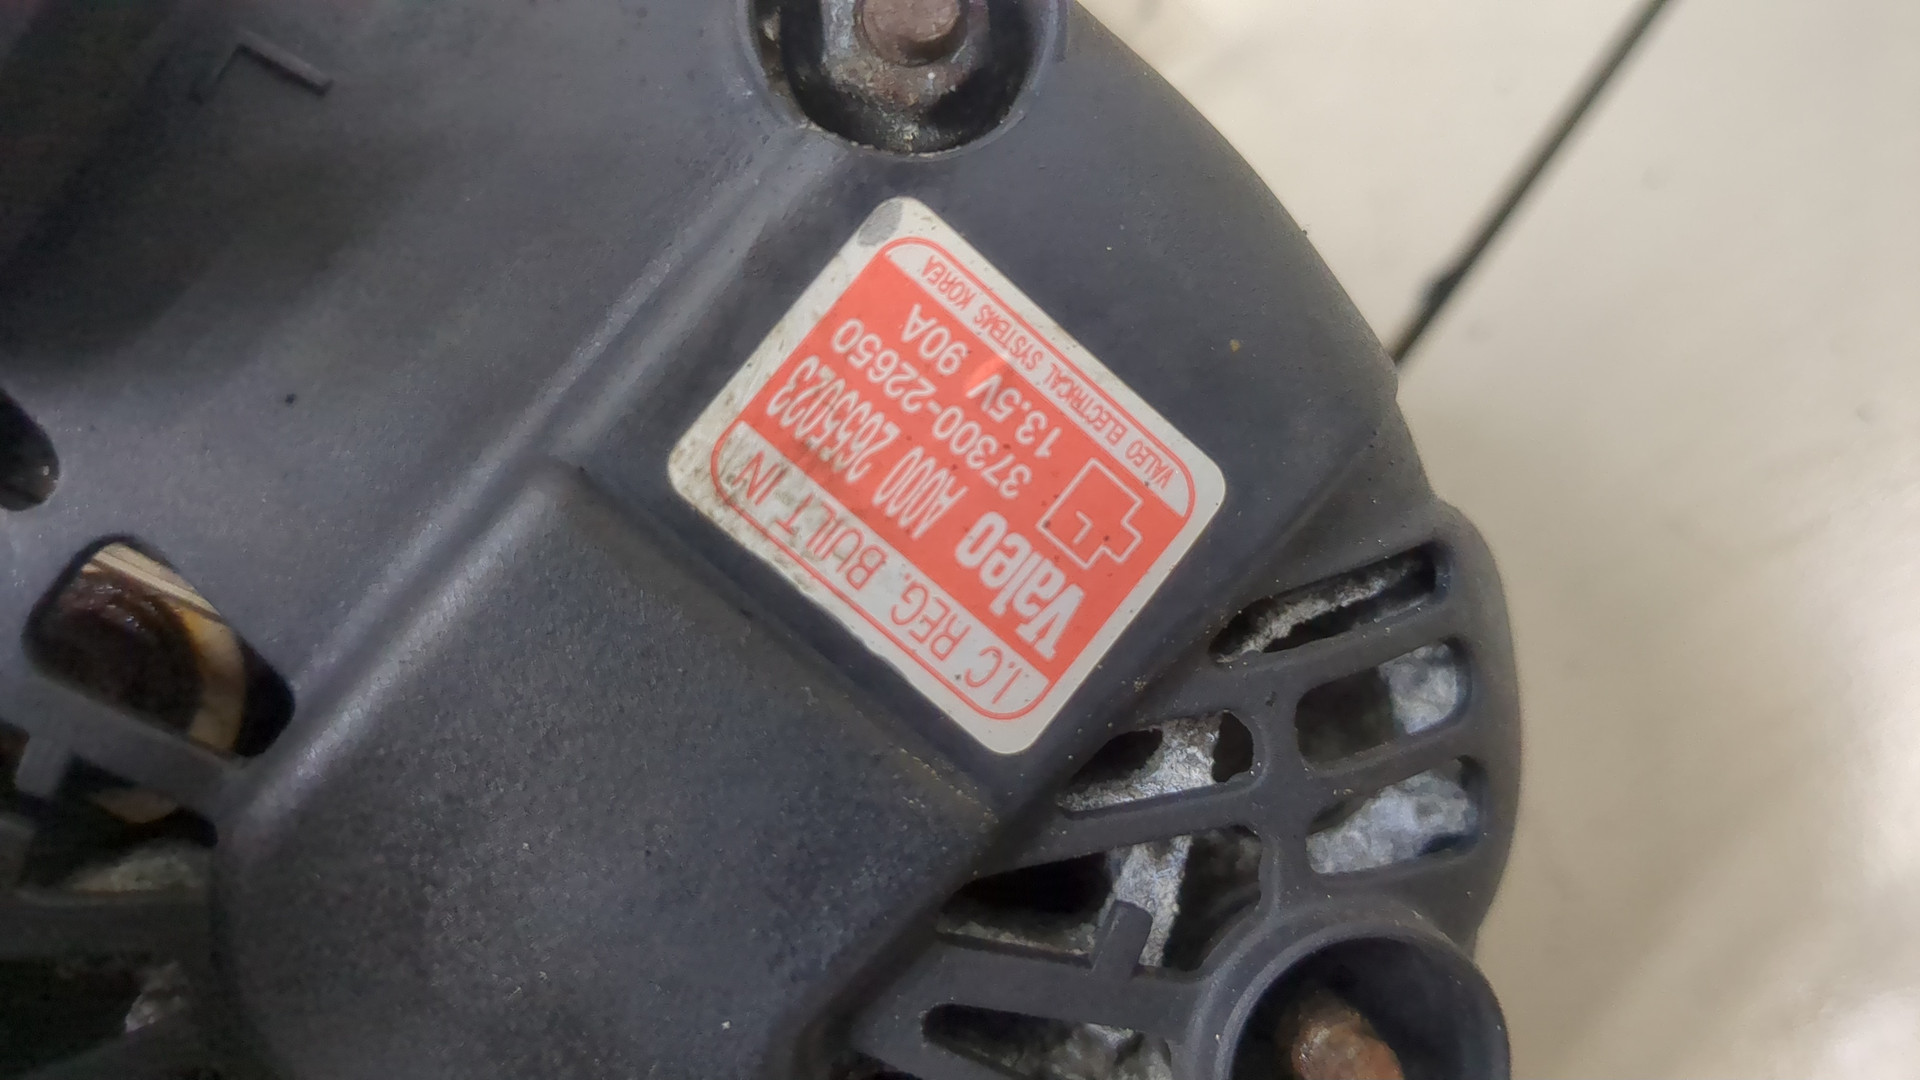 I.C REG. BUILT IN
Valeo A000 2655023
37300-22650
13.5V 90A
L
VALEO ELECTRICAL SYSTEMS KOREA